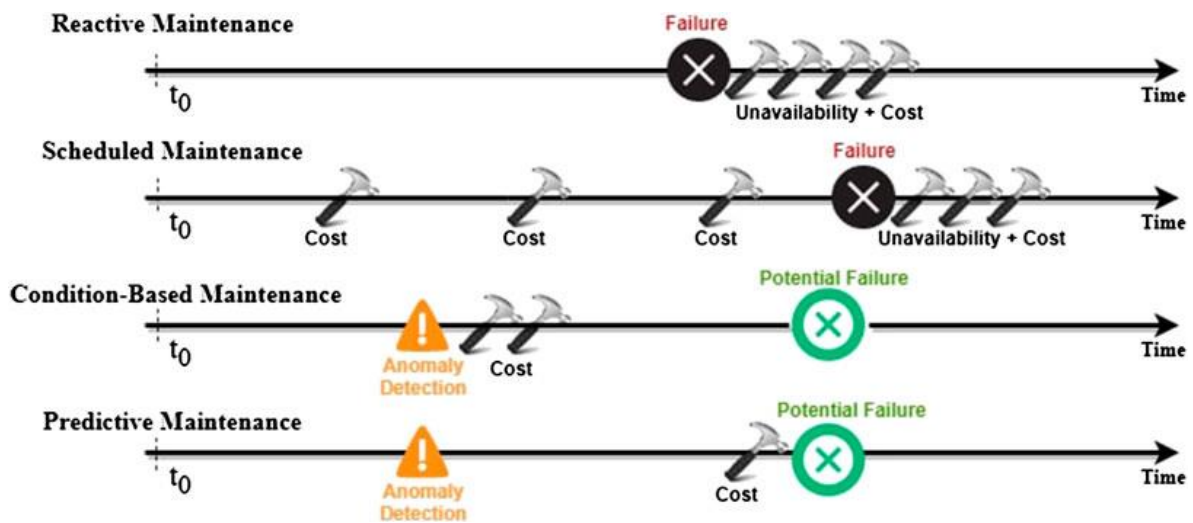 Reactive Maintenance
Failure
t0
Unavailability + Cost
Time
Scheduled Maintenance
Failure
t0
Cost
Cost
Cost
Unavailability + Cost
Time
Condition-Based Maintenance
Potential Failure
t0
Anomaly
Detection
Cost
Time
Predictive Maintenance
Potential Failure
t0
Anomaly
Detection
Cost
Time